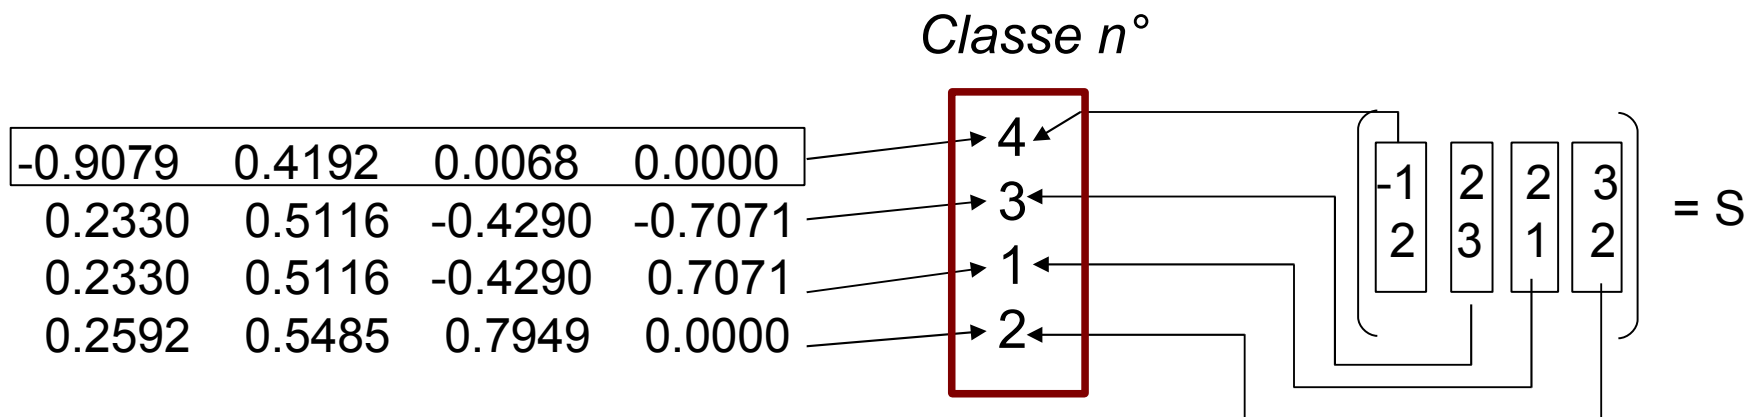 Classe n°
-0.9079 0.4192 0.0068 0.0000
0.2330 0.5116 -0.4290 -0.7071
0.2330 0.5116 -0.4290 0.7071
0.2592 0.5485 0.7949 0.0000
4
3
1
2
-1 2 2 3
2 3 1 2
= S